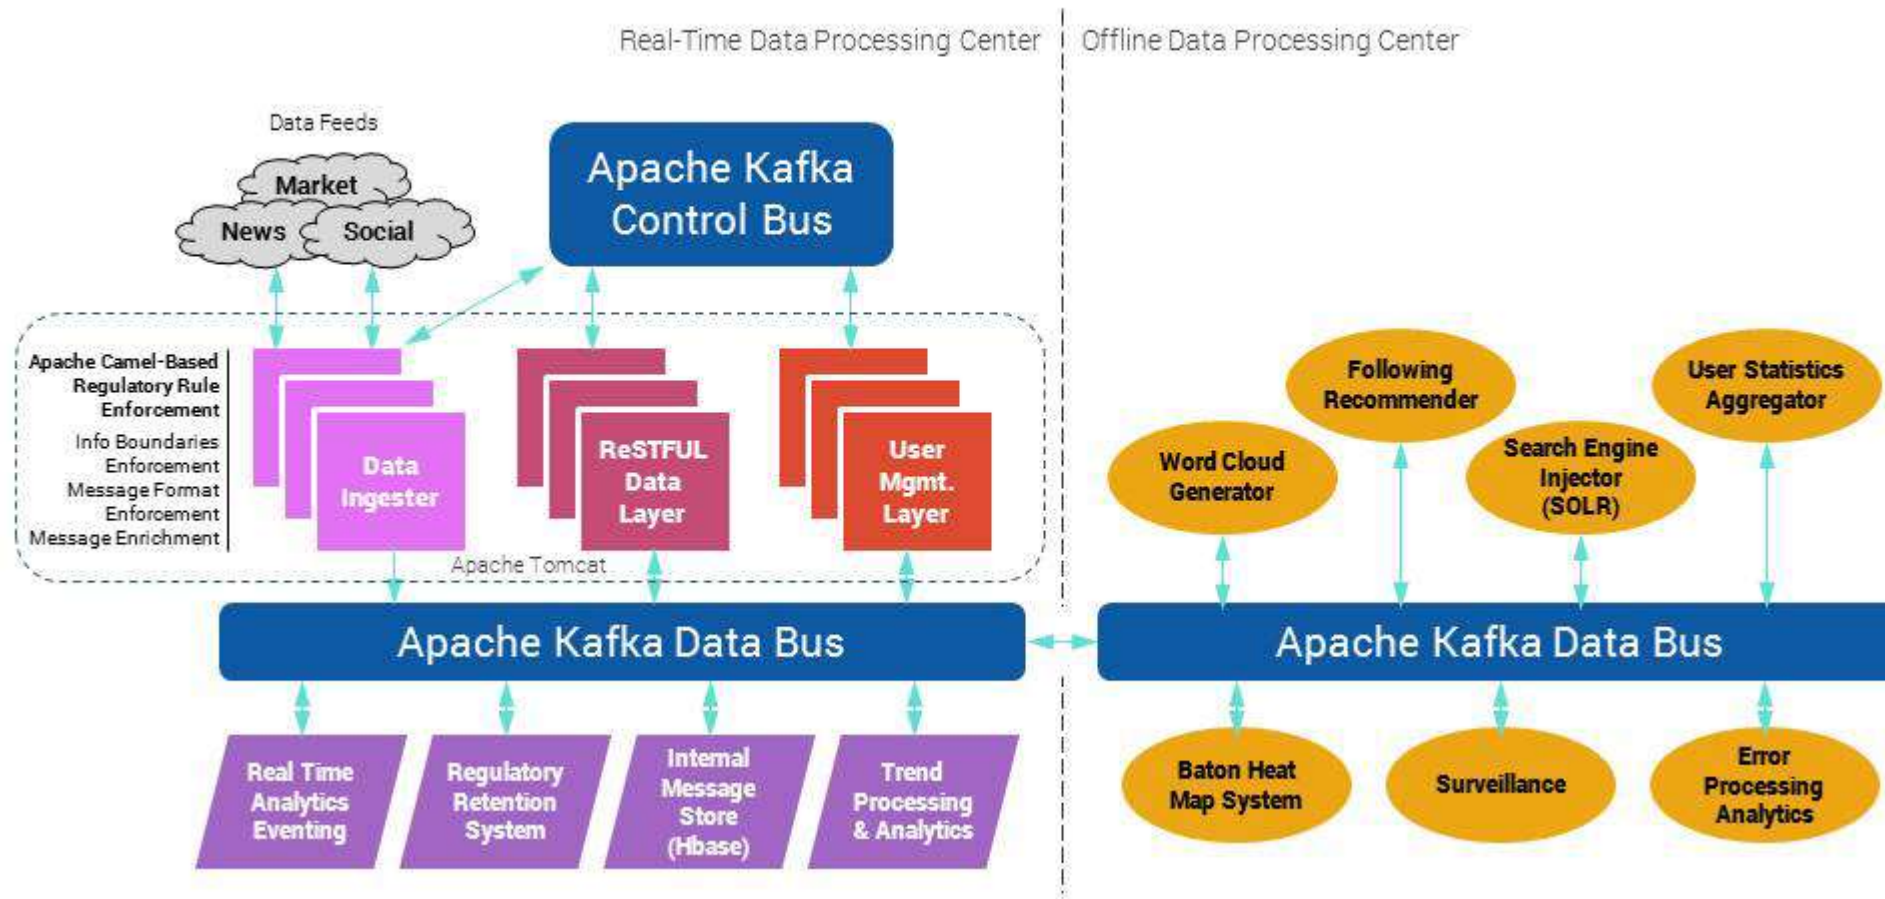 Real-Time Data Processing Center
Offline Data Processing Center
Data Feeds
Market
News
Social
Apache Kafka
Control Bus
Apache Camel-Based
Regulatory Rule
Enforcement
Info Boundaries
Enforcement
Message Format
Enforcement
Message Enrichment
Data
Ingester
ReSTFUL
Data
Layer
User
Mgmt.
Layer
Apache Tomcat
Word Cloud
Generator
Following
Recommender
Search Engine
Injector
(SOLR)
User Statistics
Aggregator
Apache Kafka Data Bus
Apache Kafka Data Bus
Real Time
Analytics
Eventing
Regulatory
Retention
System
Internal
Message
Store
(Hbase)
Trend
Processing
& Analytics
Baton Heat
Map System
Surveillance
Error
Processing
Analytics